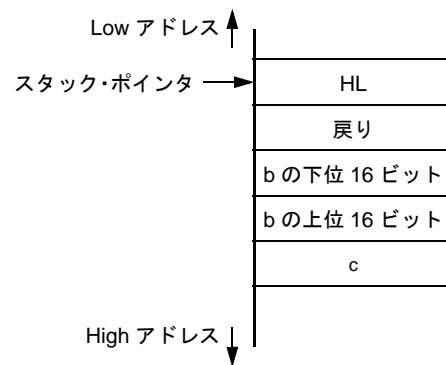 Low アドレス
スタック・ポインタ
HL
戻り
b の下位 16 ビット
b の上位 16 ビット
c
High アドレス